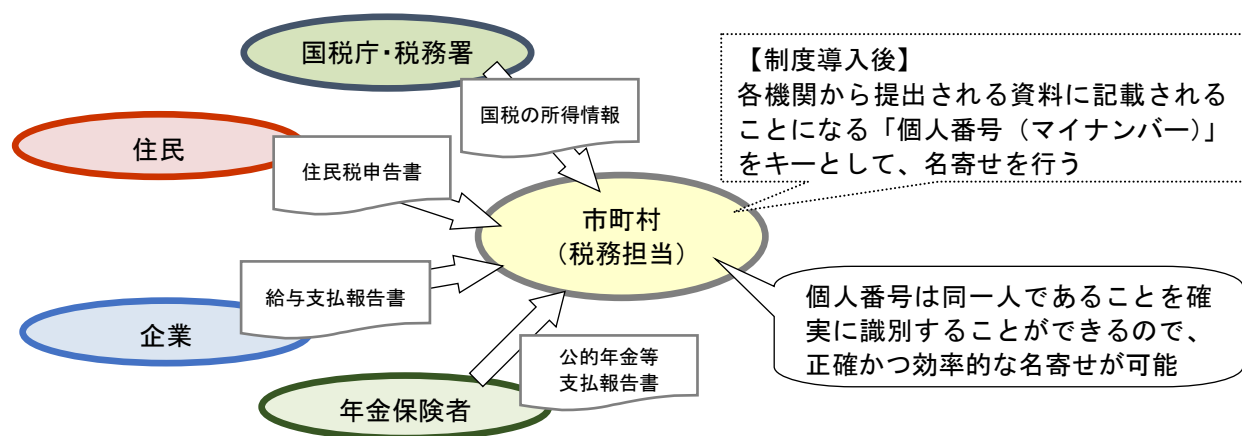 国税庁・税務署
国税の所得情報
住民
住民税申告書
企業
給与支払報告書
年金保険者
公的年金等
支払報告書
市町村
（税務担当）
【制度導入後】
各機関から提出される資料に記載される
ことになる「個人番号（マイナンバー）」
をキーとして、名寄せを行う
個人番号は同一人であることを確
実に識別することができるので、
正確かつ効率的な名寄せが可能